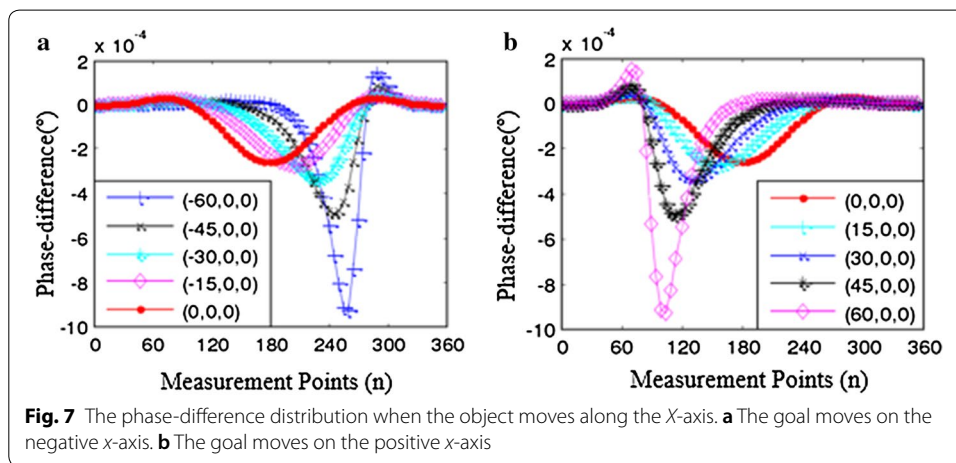 a
x 10-4
2
0
-2
-4
-6
-8
-10
Phase-difference(°)
(-60,0,0)
(-45,0,0)
(-30,0,0)
(-15,0,0)
(0,0,0)
0 60 120 180 240 300 360
Measurement Points (n)
b
x 10-4
2
0
-2
-4
-6
-8
-10
Phase-difference(°)
(0,0,0)
(15,0,0)
(30,0,0)
(45,0,0)
(60,0,0)
0 60 120 180 240 300 360
Measurement Points (n)
Fig. 7 The phase-difference distribution when the object moves along the X-axis. a The goal moves on the
negative x-axis. b The goal moves on the positive x-axis